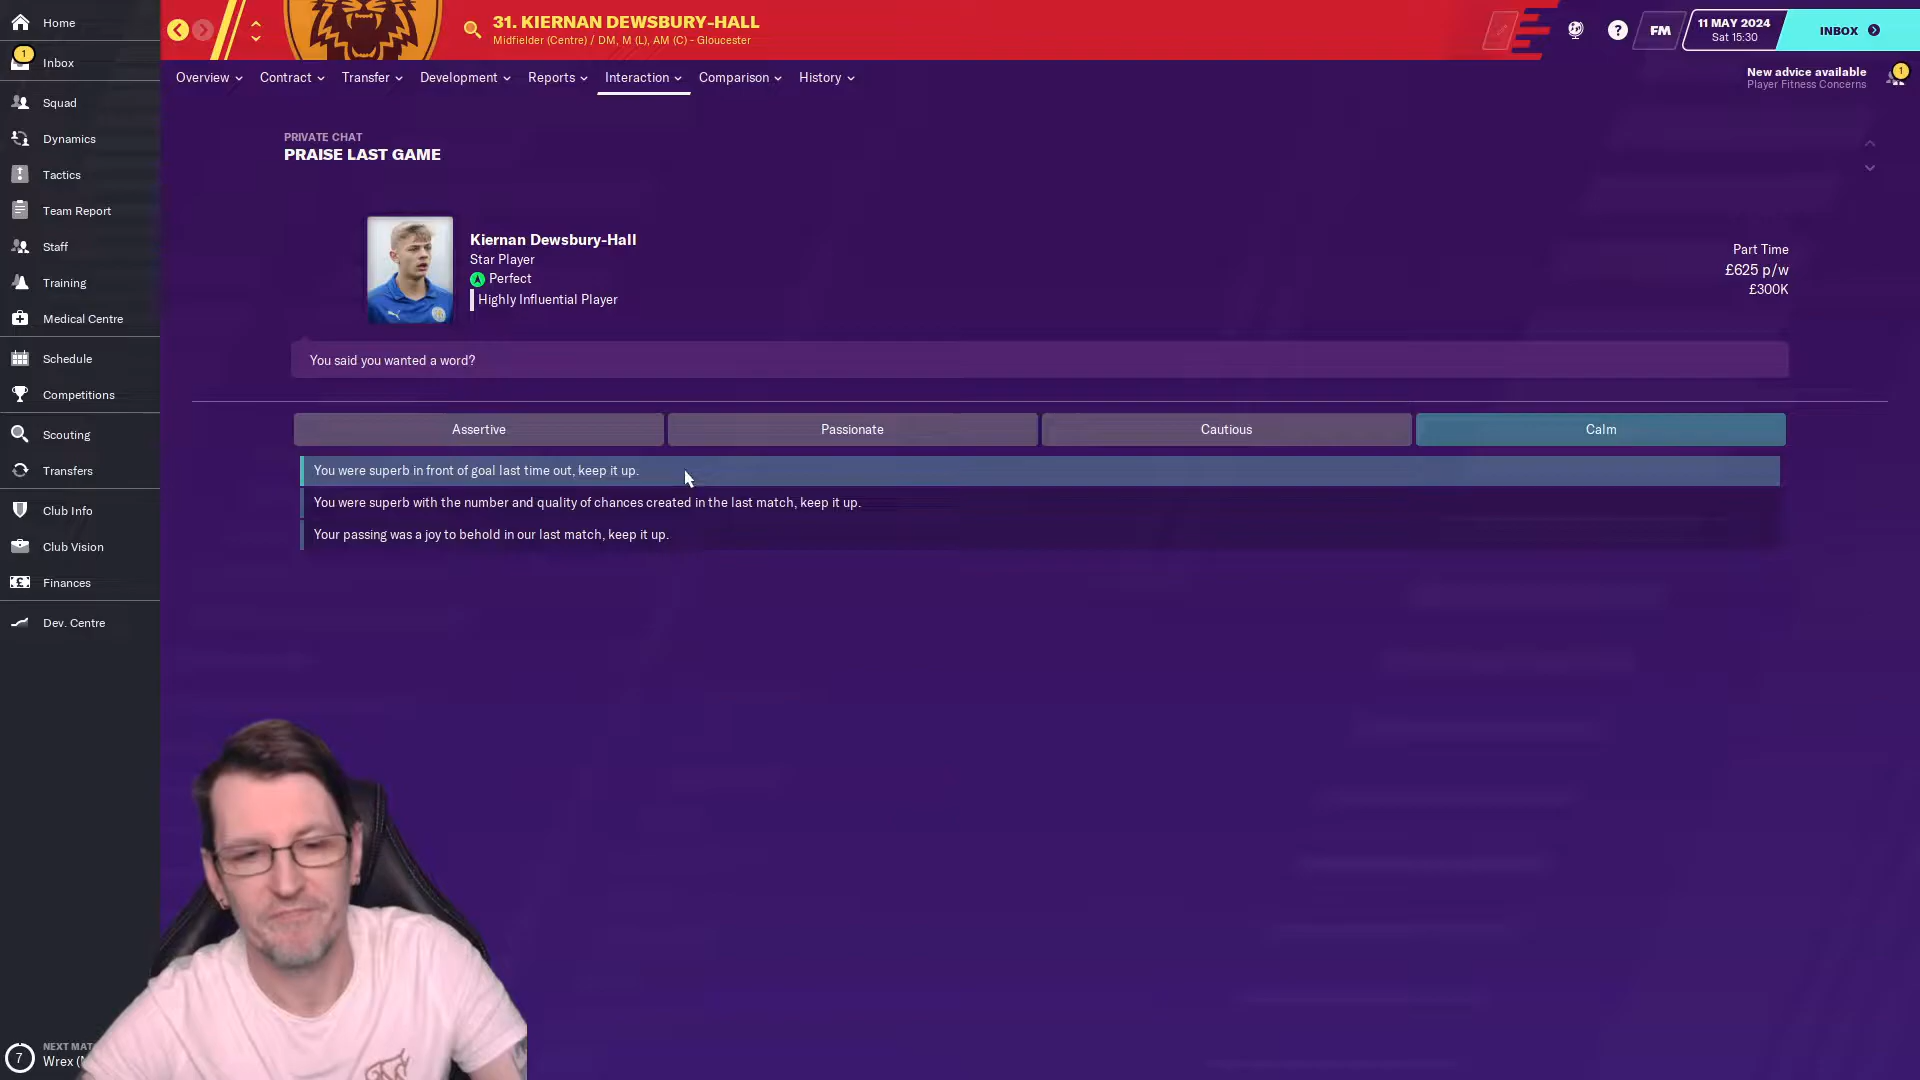 Home
31. KIERNAN DEWSBURY-HALL
Midfielder (Centre) / DM, M (L), AM (C) - Gloucester
?
FM
11 MAY 2024
Sat 15:30
INBOX
1
Inbox
Overview
Contract
Transfer
Development
Reports
Interaction
Comparison
History
New advice available
Player Fitness Concerns
1
Squad
Dynamics
Tactics
Team Report
Staff
Training
Medical Centre
Schedule
Competitions
Scouting
Transfers
Club Info
Club Vision
Finances
Dev. Centre
PRIVATE CHAT
PRAISE LAST GAME
Kiernan Dewsbury-Hall
Star Player
Perfect
Highly Influential Player
Part Time
£625 p/w
£300K
You said you wanted a word?
Assertive
Passionate
Cautious
Calm
You were superb in front of goal last time out, keep it up.
You were superb with the number and quality of chances created in the last match, keep it up.
Your passing was a joy to behold in our last match, keep it up.
7
NEXT MAT
Wrex (